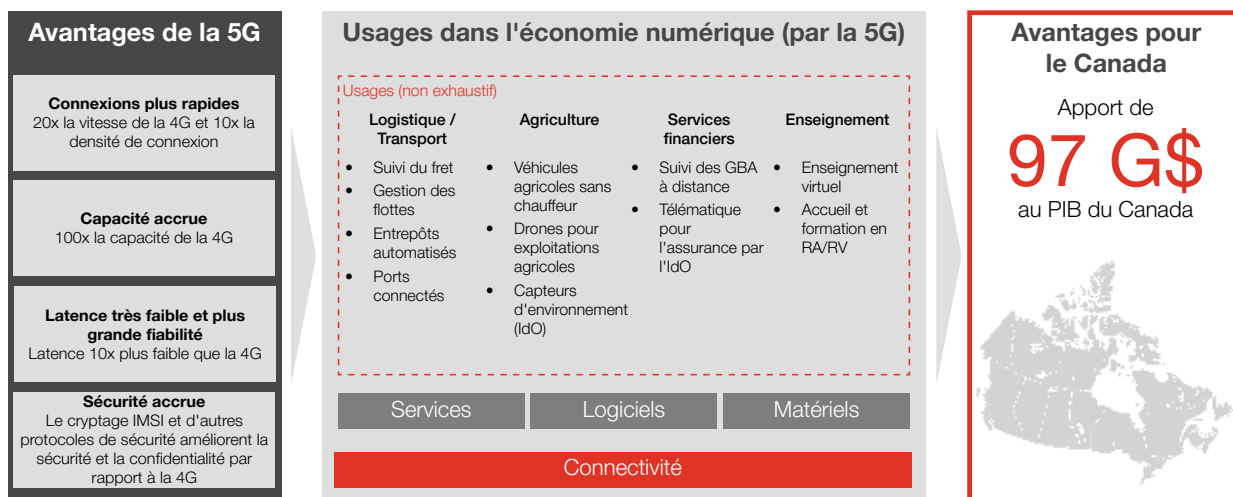 Avantages de la 5G
Connexions plus rapides
20x la vitesse de la 4G et 10x la
densité de connexion
Capacité accrue
100x la capacité de la 4G
Latence très faible et plus
grande fiabilité
Latence 10x plus faible que la 4G
Sécurité accrue
Le cryptage IMSI et d'autres
protocoles de sécurité améliorent la
sécurité et la confidentialité par
rapport à la 4G
Usages dans l'économie numérique (par la 5G)
Usages (non exhaustif)
Logistique /
Transport
• Suivi du fret
• Gestion des
flottes
• Entrepôts
automatisés
• Ports
connectés
Agriculture
• Véhicules
agricoles sans
chauffeur
• Drones pour
exploitations
agricoles
• Capteurs
d'environnement
(IdO)
Services
financiers
• Suivi des GBA
à distance
• Télématique
pour
l'assurance par
l'IdO
Enseignement
• Enseignement
virtuel
• Accueil et
formation en
RA/RV
Services
Logiciels
Matériels
Connectivité
Avantages pour
le Canada
Apport de
97 G$
au PIB du Canada